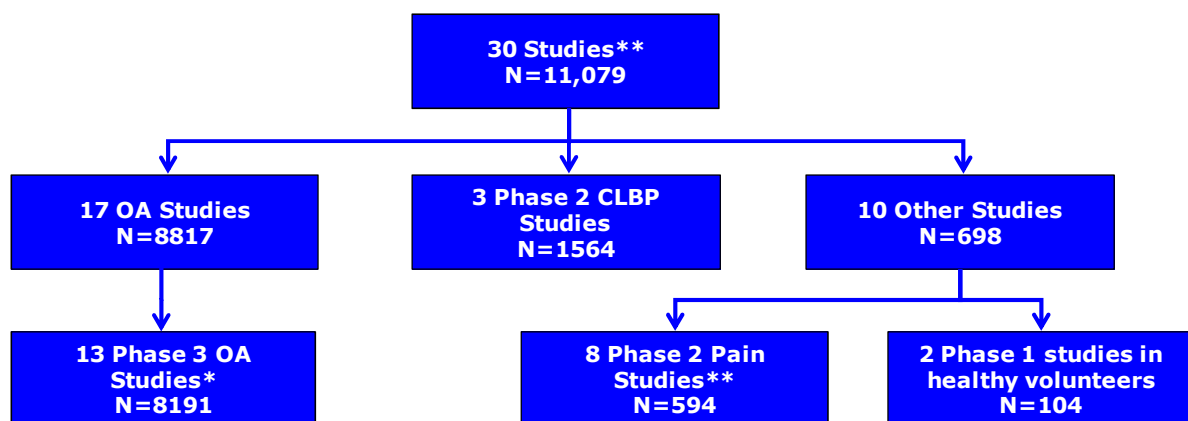 30 Studies**
N=11,079
17 OA Studies
N=8817
3 Phase 2 CLBP
Studies
N=1564
10 Other Studies
N=698
13 Phase 3 OA
Studies*
N=8191
8 Phase 2 Pain
Studies**
N=594
2 Phase 1 studies in
healthy volunteers
N=104